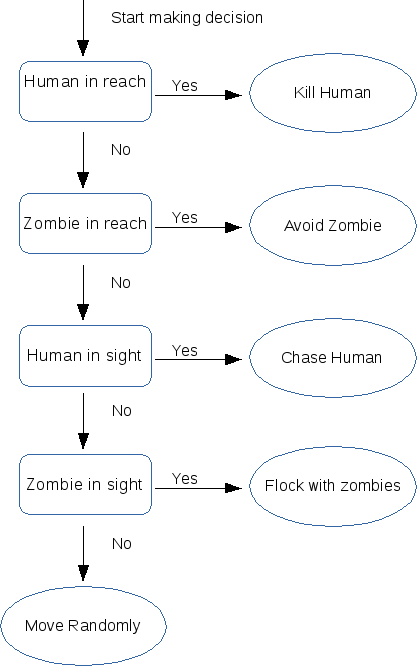 Start making decision
Human in reach
Yes
Kill Human
No
Zombie in reach
Yes
Avoid Zombie
No
Human in sight
Yes
Chase Human
No
Zombie in sight
Yes
Flock with zombies
No
Move Randomly